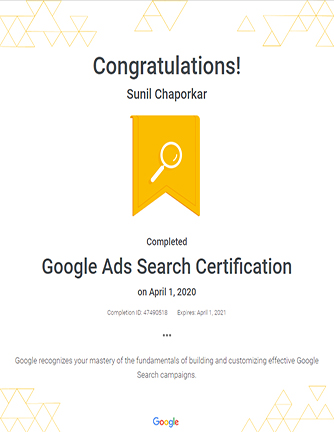 Congratulations!
Sunil Chaporkar
Completed
Google Ads Search Certification
on April 1, 2020
Completion ID: 47490518 Expires: April 1, 2021
...
Google recognizes your mastery of the fundamentals of building and customizing effective Google
Search campaigns.
Google